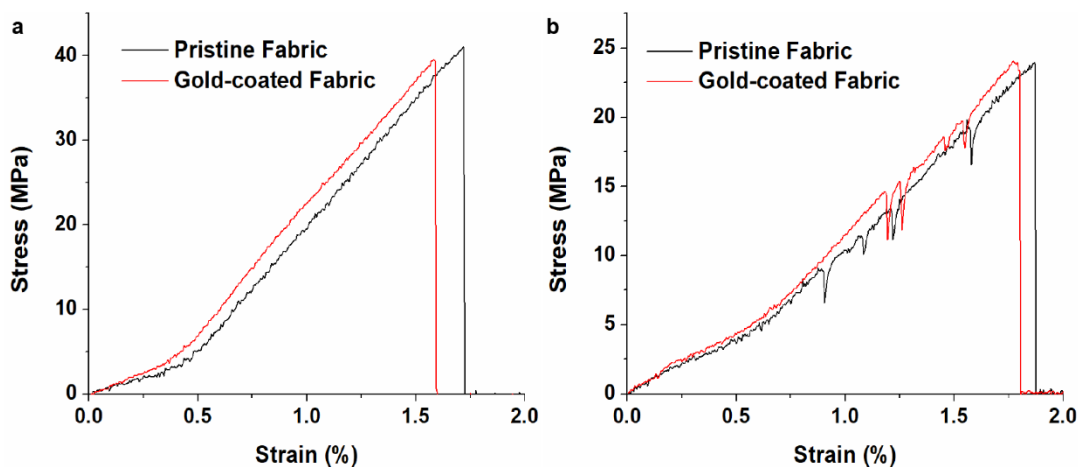 a
Pristine Fabric
Gold-coated Fabric
Stress (MPa)
40
30
20
10
0
0.0
0.5
1.0
1.5
2.0
Strain (%)
b
Pristine Fabric
Gold-coated Fabric
Stress (MPa)
25
20
15
10
5
0
0.0
0.5
1.0
1.5
2.0
Strain (%)